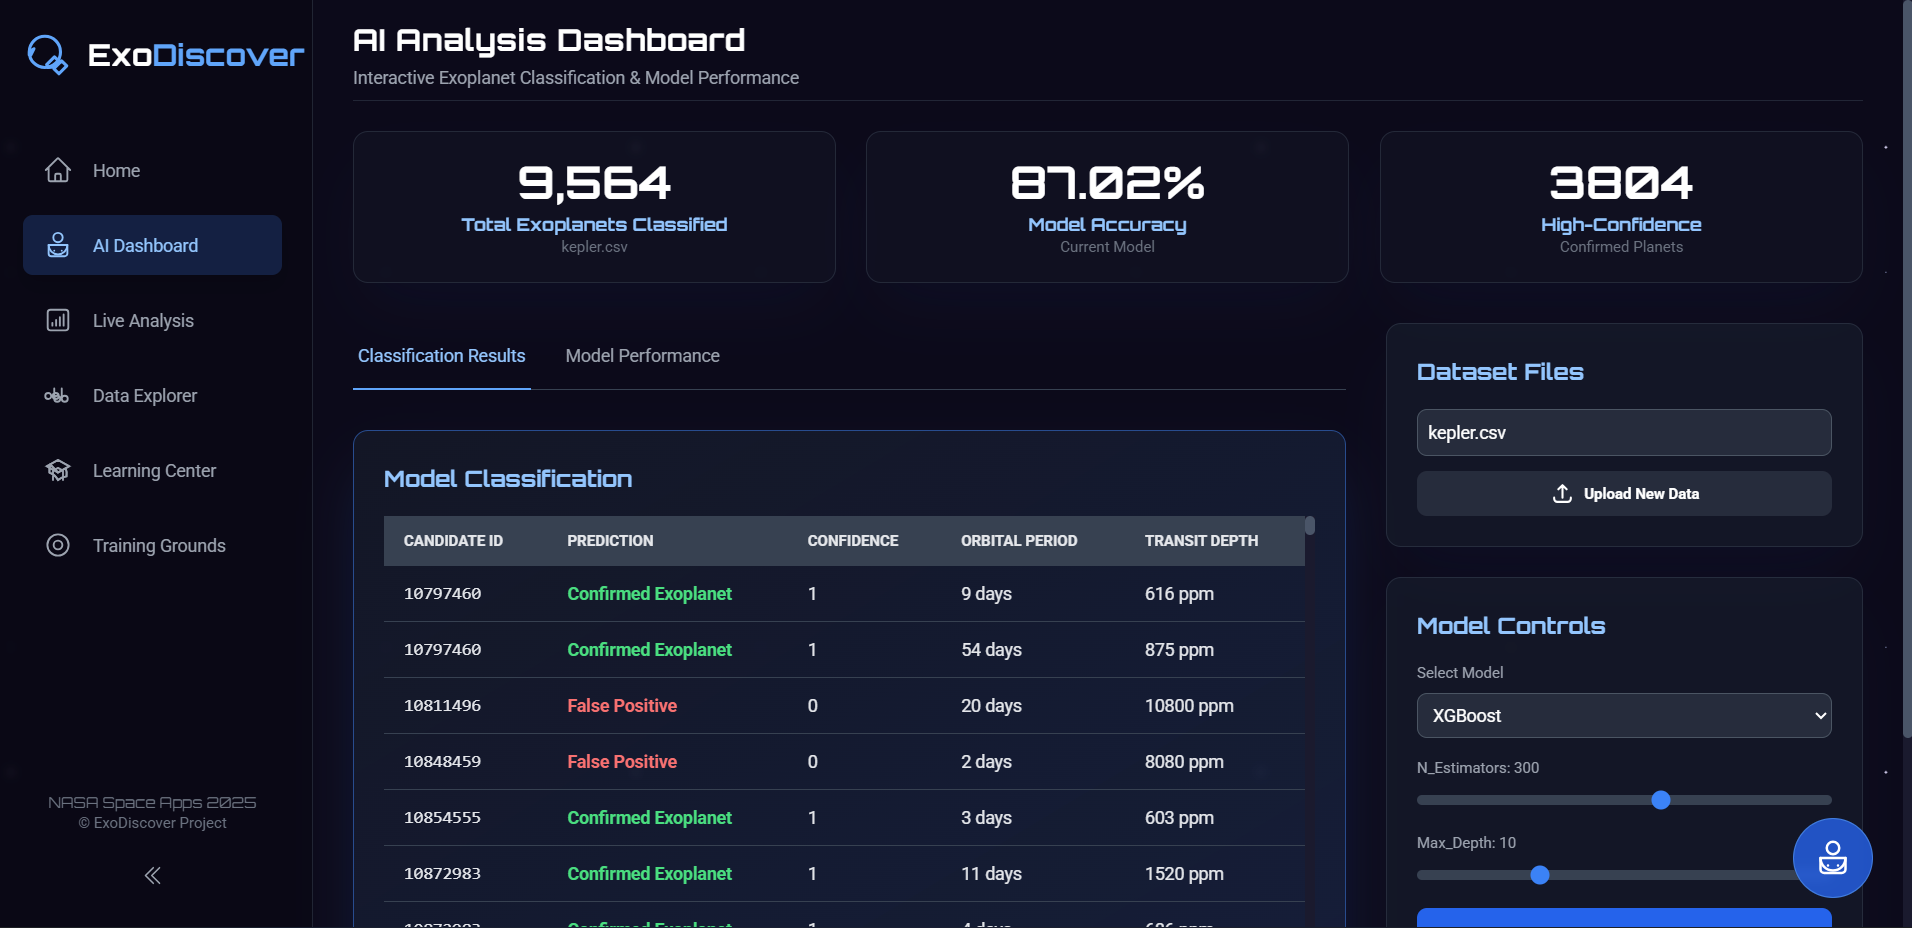 ExoDiscover
Home
AI Dashboard
Live Analysis
Data Explorer
Learning Center
Training Grounds
NASA Space Apps 2025
© ExoDiscover Project
AI Analysis Dashboard
Interactive Exoplanet Classification & Model Performance
9,564
Total Exoplanets Classified
kepler.csv
87.02%
Model Accuracy
Current Model
3804
High-Confidence
Confirmed Planets
Classification Results
Model Performance
Model Classification
CANDIDATE ID PREDICTION CONFIDENCE ORBITAL PERIOD TRANSIT DEPTH
10797460 Confirmed Exoplanet 1 9 days 616 ppm
10797460 Confirmed Exoplanet 1 54 days 875 ppm
10811496 False Positive 0 20 days 10800 ppm
10848459 False Positive 0 2 days 8080 ppm
10854555 Confirmed Exoplanet 1 3 days 603 ppm
10872983 Confirmed Exoplanet 1 11 days 1520 ppm
Confirmed Exoplanet
Dataset Files
kepler.csv
Upload New Data
Model Controls
Select Model
XGBoost
N_Estimators: 300
Max_Depth: 10